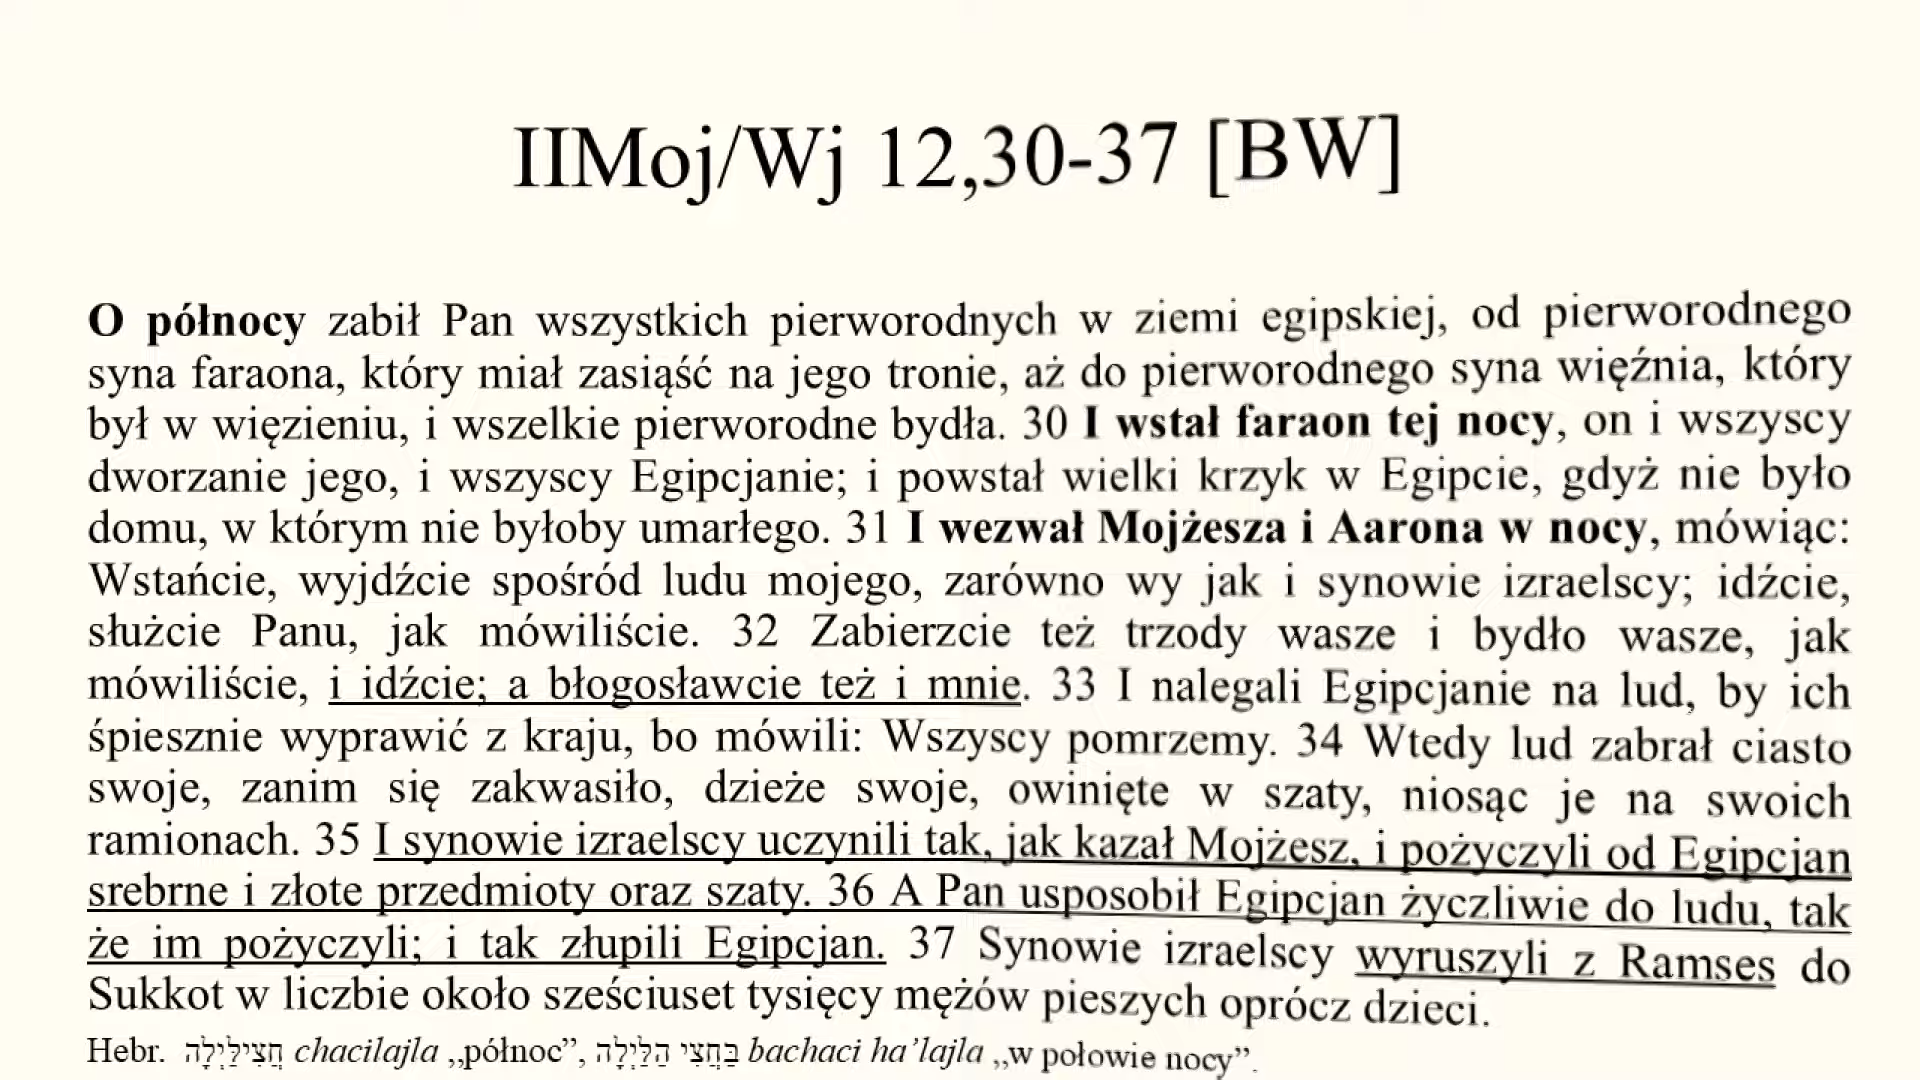 IIMoj/Wj 12,30-37 [BW]
O północy zabił Pan wszystkich pierworodnych w ziemi egipskiej, od pierworodnego
syna faraona, który miał zasiąść na jego tronie, aż do pierworodnego syna więźnia, który
był w więzieniu, i wszelkie pierworodne bydła. 30 I wstał faraon tej nocy, on i wszyscy
dworzanie jego, i wszyscy Egipcjanie; i powstał wielki krzyk w Egipcie, gdyż nie było
domu, w którym nie byłoby umarłego. 31 I wezwał Mojżesza i Aarona w nocy, mówiąc:
Wstańcie, wyjdźcie spośród ludu mojego, zarówno wy jak i synowie izraelscy; idźcie,
służcie Panu, jak mówiliście. 32 Zabierzcie też trzody wasze i bydło wasze, jak
mówiliście, i idźcie; a błogosławcie też i mnie. 33 I nalegali Egipcjanie na lud, by ich
śpiesznie wyprawić z kraju, bo mówili: Wszyscy pomrzemy. 34 Wtedy lud zabrał ciasto
swoje, zanim się zakwasiło, dzieże swoje, owinięte w szaty, niosąc je na swoich
ramionach. 35 I synowie izraelscy uczynili tak, jak kazał Mojżesz, i pożyczyli od Egipcjan
srebrne i złote przedmioty oraz szaty. 36 A Pan usposobił Egipcjan życzliwie do ludu, tak
że im pożyczyli; i tak złupili Egipcjan. 37 Synowie izraelscy wyruszyli z Ramses do
Sukkot w liczbie około sześciuset tysięcy mężów pieszych oprócz dzieci.
Hebr. חֲצִילַּיְלָה chacilajla „północ”, בַּחֲצִי הַלַּיְלָה bachaci ha’lajla „w połowie nocy”.